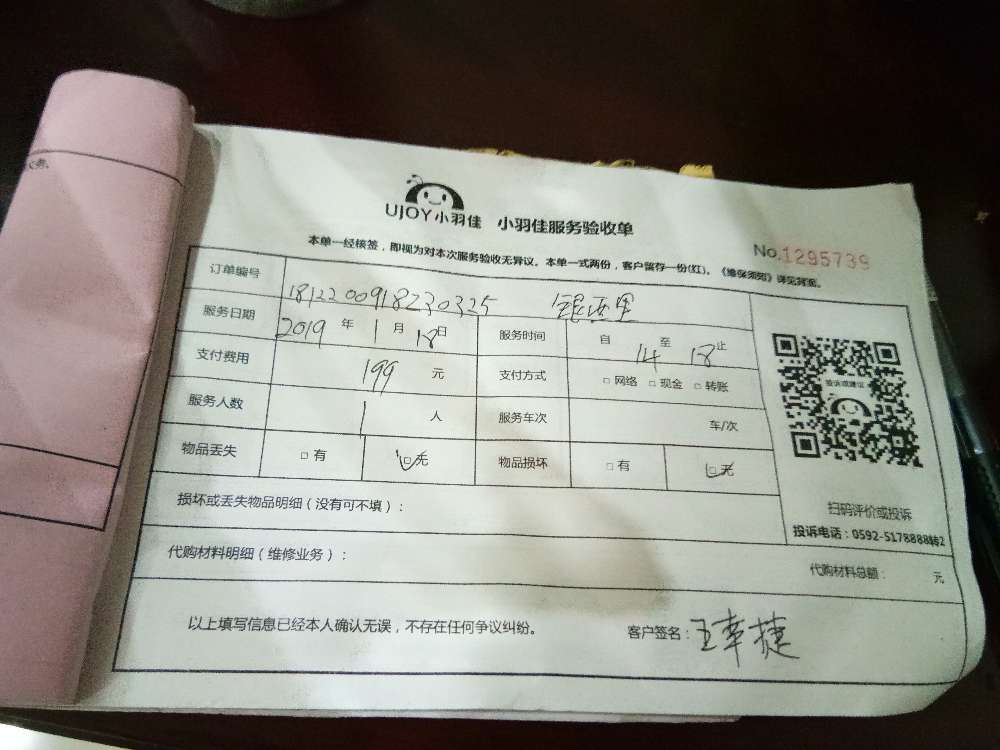 UJOY小羽佳 小羽佳服务验收单
No.1295739
本单一经核签，即视为对本次服务验收无异议。本单一式两份，客户留存一份(红)。《维保须知》详见背面。
订单编号 18122009182303325
服务日期 2019 年 1 月 18 日 服务时间 自 14 至 18 止
支付费用 199 元 支付方式 □ 网络 □ 现金 □ 转账
服务人数 1 人 服务车次 车/次
物品丢失 □ 有 □ 无 物品损坏 □ 有 □ 无
投诉或建议
扫码评价或投诉
投诉电话：0592-5178888转2
损坏或丢失物品明细（没有可不填）：
代购材料明细（维修业务）： 代购材料总额： 元
以上填写信息已经本人确认无误，不存在任何争议纠纷。 客户签名：王幸捷